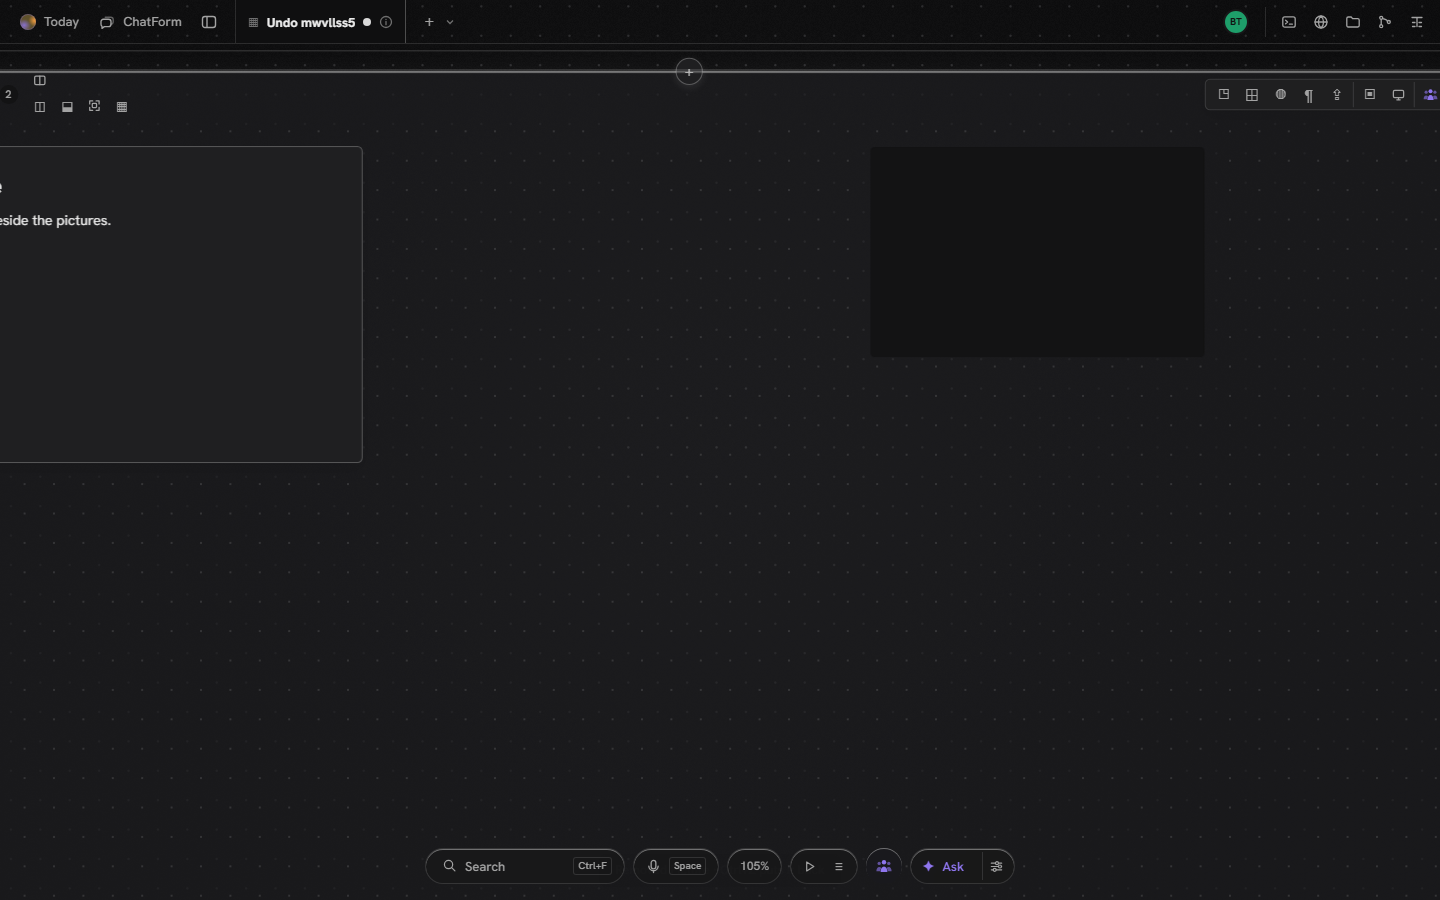 Today
ChatForm
Undo mwvllss5
BT
2
e
eside the pictures.
Search
Ctrl+F
Space
105%
Ask